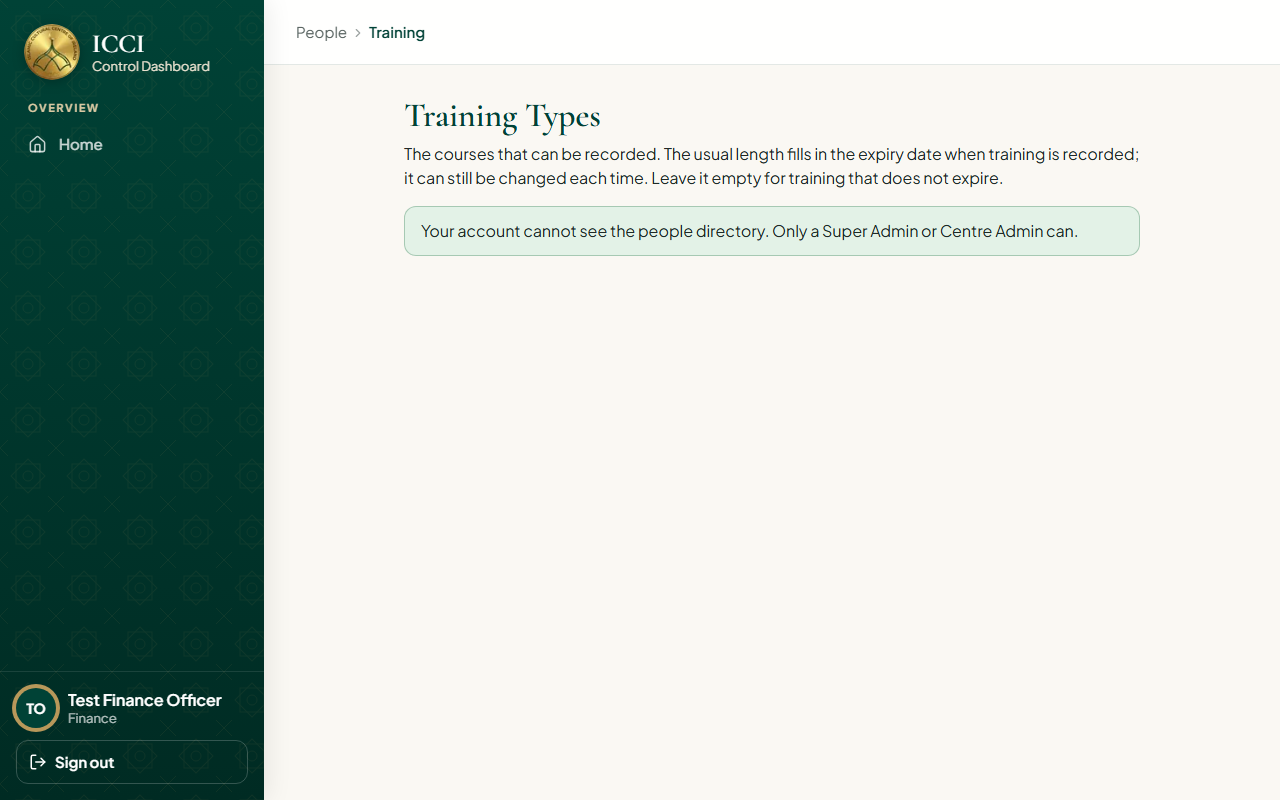 ICCI
Control Dashboard
OVERVIEW
Home
People > Training
Training Types
The courses that can be recorded. The usual length fills in the expiry date when training is recorded;
it can still be changed each time. Leave it empty for training that does not expire.
Your account cannot see the people directory. Only a Super Admin or Centre Admin can.
TO
Test Finance Officer
Finance
Sign out